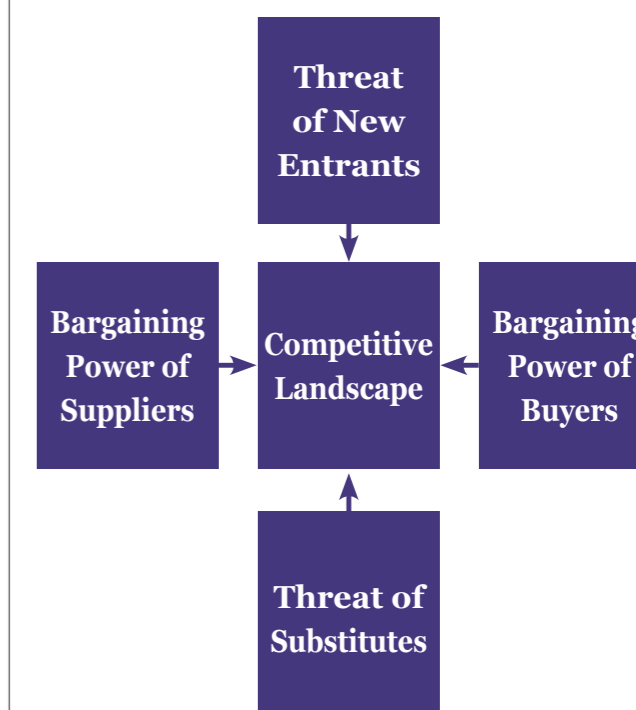 Threat
of New
Entrants
Bargaining
Power of
Suppliers
Competitive
Landscape
Bargaining
Power of
Buyers
Threat of
Substitutes